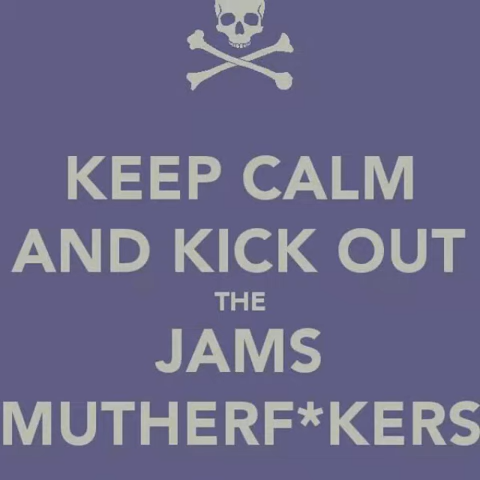 KEEP CALM
AND KICK OUT
THE
JAMS
MUTHERF*KERS